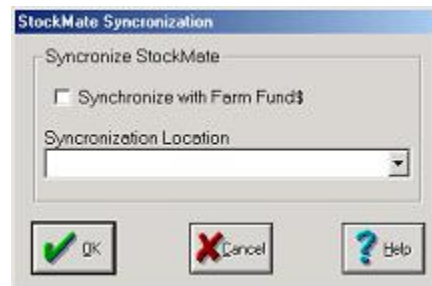 StockMate Syncronization
Syncronize StockMate
Synchronize with Farm Fund$
Syncronization Location
OK
Cancel
Help